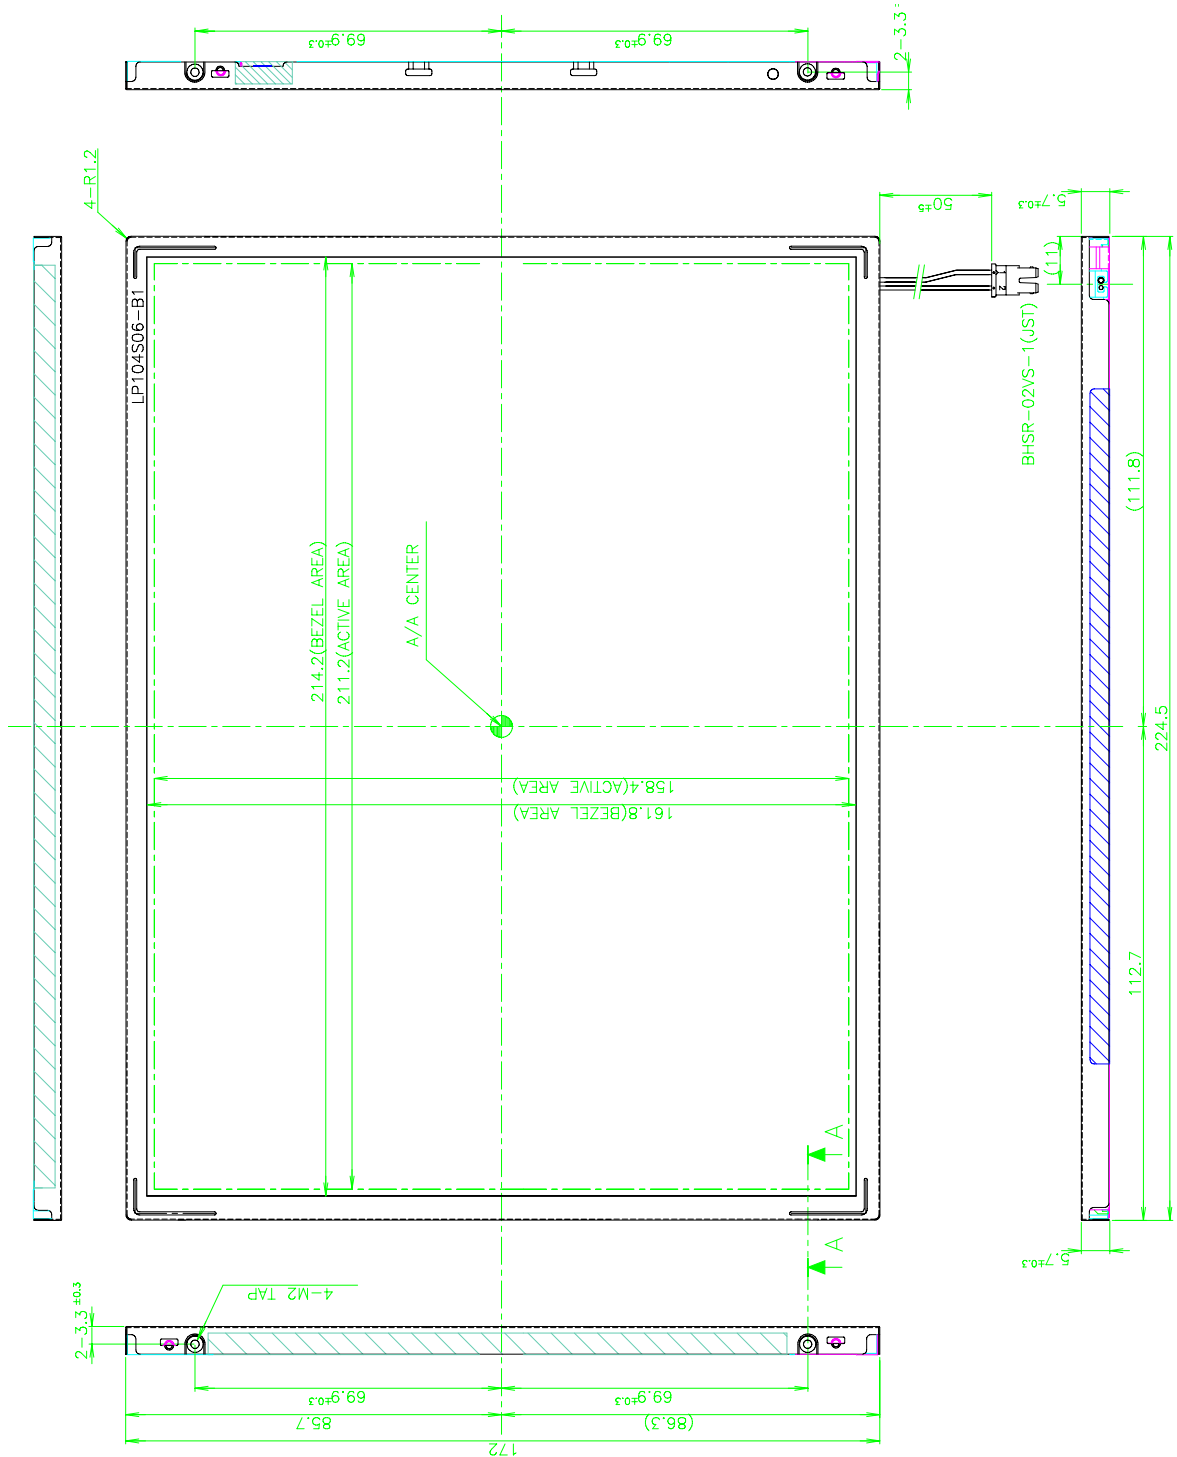 69.9±0.3
69.9±0.3
2-3.3
4-R1.2
50±5
5.7±0.3
(11)
LP104S06-B1
2
BHSR-02VS-1(JST)
(111.8)
214.2(BEZEL AREA)
211.2(ACTIVE AREA)
A/A CENTER
224.5
158.4(ACTIVE AREA)
161.8(BEZEL AREA)
112.7
A
A
5.7±0.3
4-M2 TAP
2-3.3 ±0.3
69.9±0.3
69.9±0.3
85.7
(86.3)
172